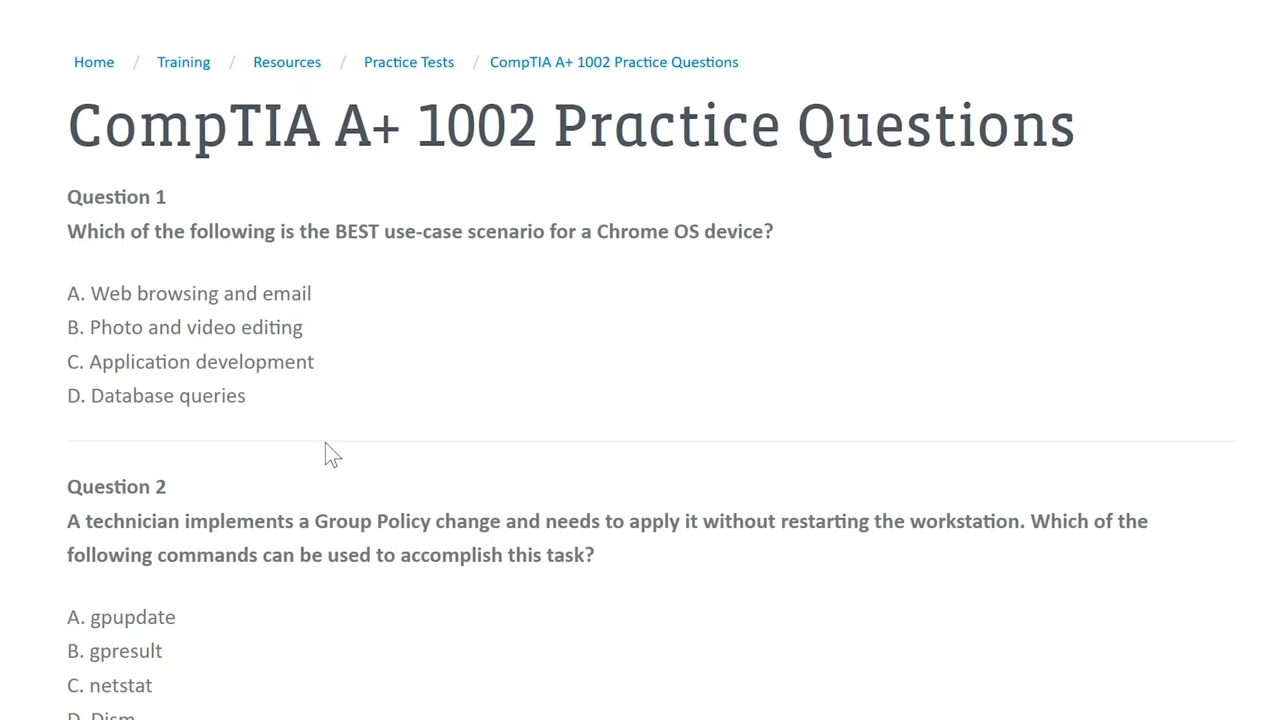 Home / Training / Resources / Practice Tests / CompTIA A+ 1002 Practice Questions
CompTIA A+ 1002 Practice Questions
Question 1
Which of the following is the BEST use-case scenario for a Chrome OS device?
A. Web browsing and email
B. Photo and video editing
C. Application development
D. Database queries
Question 2
A technician implements a Group Policy change and needs to apply it without restarting the workstation. Which of the
following commands can be used to accomplish this task?
A. gpupdate
B. gpresult
C. netstat
D. Dism